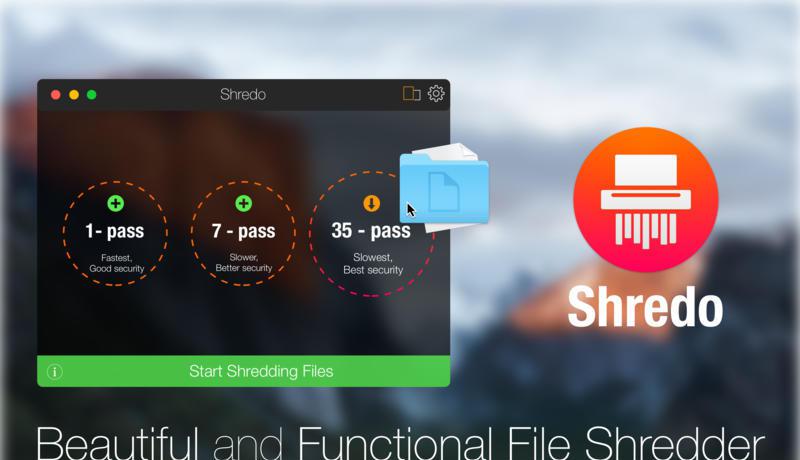 Shredo
1- pass
Fastest,
Good security
7 - pass
Slower,
Better security
35 - pass
Slowest,
Best security
Start Shredding Files
Shredo
Beautiful and Functional File Shredder